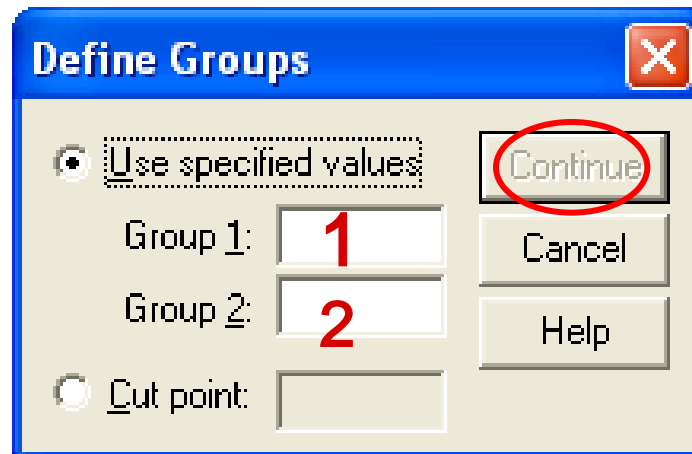 Define Groups
Use specified values
Continue
Group 1: 1
Cancel
Group 2: 2
Help
Cut point: